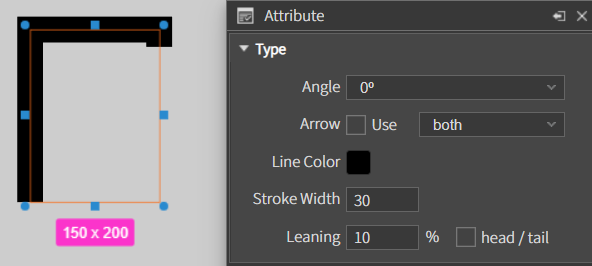 Attribute
Type
Angle 0º
Arrow Use both
Line Color
Stroke Width 30
Leaning 10 % head / tail
150 x 200